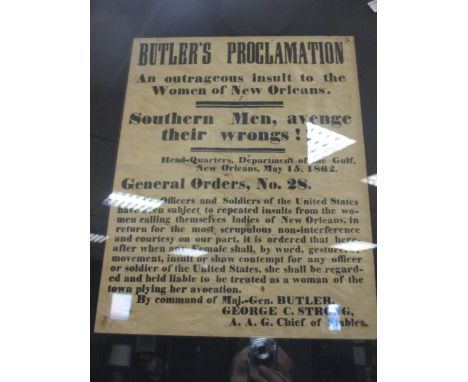 BUTLER'S PROCLAMATION
An outrageous insult to the
Women of New Orleans.
Southern Men, avenge
their wrongs!!
Head-Quarters, Department of the Gulf,
New Orleans, May 15, 1862.
General Orders, No. 28.
Officers and Soldiers of the United States
have been subject to repeated insults from the wo-
men calling themselves ladies of New Orleans, in
return for the most scrupulous non-interference
and courtesy on our part, it is ordered that here-
after when any Female shall, by word, gesture, or
movement, insult or show contempt for any officer
or soldier of the United States, she shall be regard-
ed and held liable to be treated as a woman of the
town plying her avocation.
By command of Maj.-Gen. BUTLER,
GEORGE C. STRONG,
A. A. G. Chief of Stables.